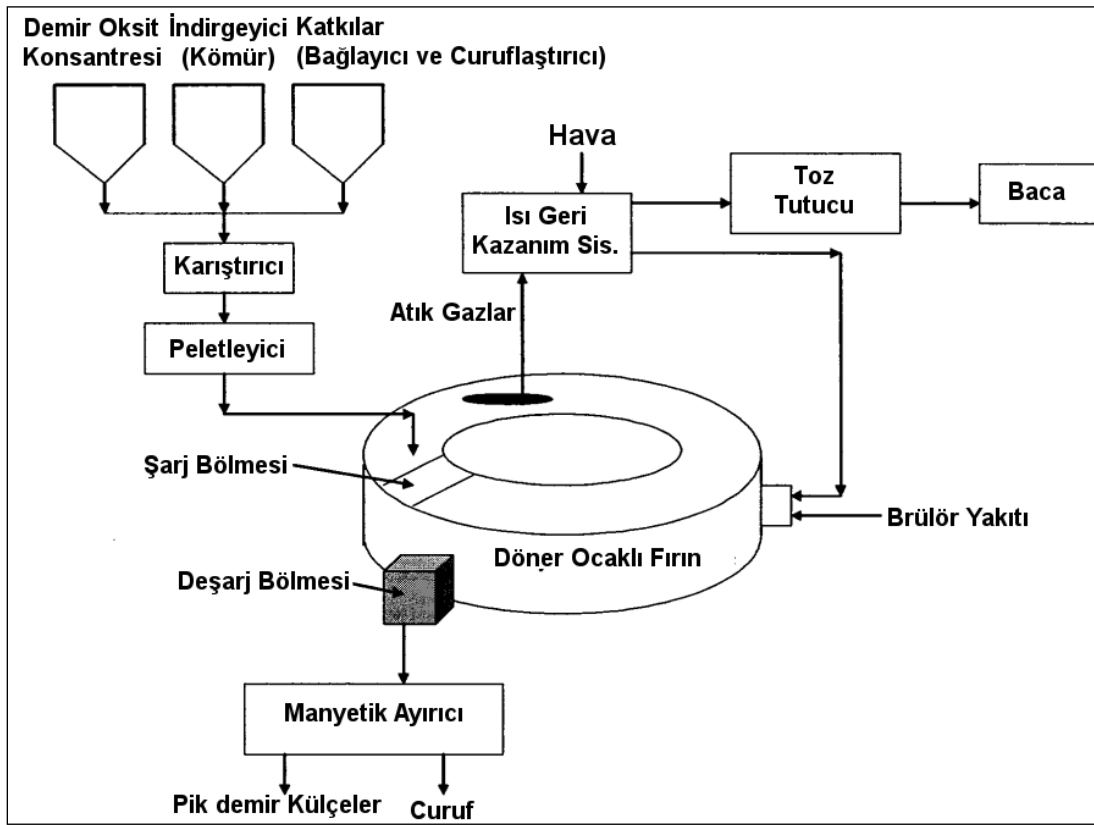 Demir Oksit İndirgeyici Katkılar
Konsantresi (Kömür) (Bağlayıcı ve Curuflaştırıcı)
Hava
Toz
Tutucu
Baca
Isı Geri
Kazanım Sis.
Karıştırıcı
Atık Gazlar
Peletleyici
Şarj Bölmesi
Brülör Yakıtı
Döner Ocaklı Fırın
Deşarj Bölmesi
Manyetik Ayırıcı
Pik demir Külçeler
Curuf